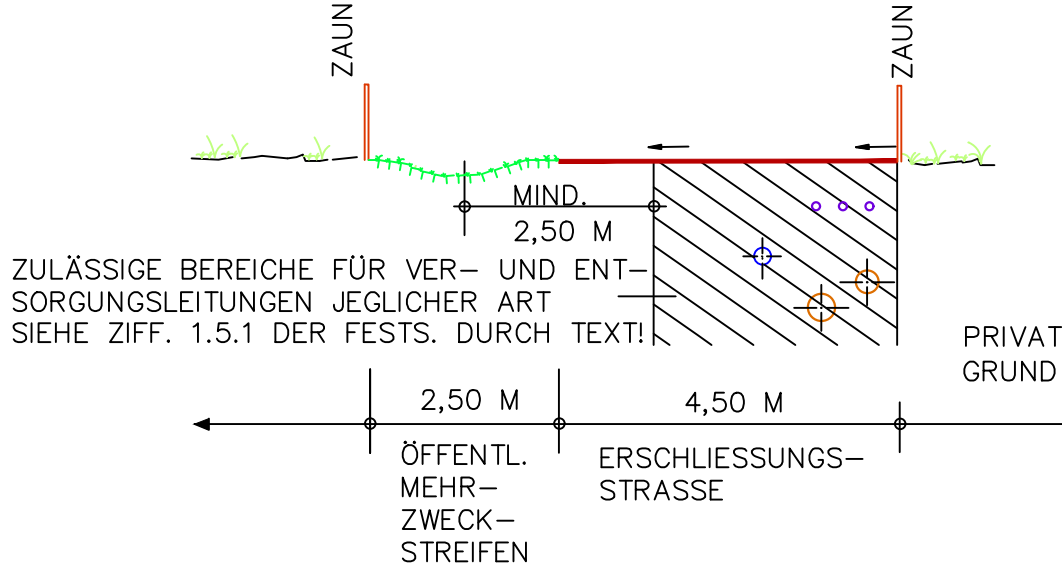 ZAUN
ZAUN
MIND.
2,50 M
ZULÄSSIGE BEREICHE FÜR VER– UND ENT–
SORGUNGSLEITUNGEN JEGLICHER ART
SIEHE ZIFF. 1.5.1 DER FESTS. DURCH TEXT!
PRIVAT
GRUND
2,50 M
4,50 M
ÖFFENTL.
MEHR–
ZWECK–
STREIFEN
ERSCHLIESSUNGS–
STRASSE